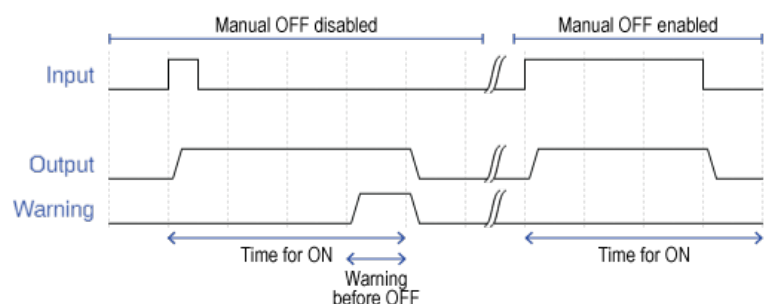 Manual OFF disabled
Manual OFF enabled
Input
Output
Warning
Time for ON
Time for ON
Warning
before OFF